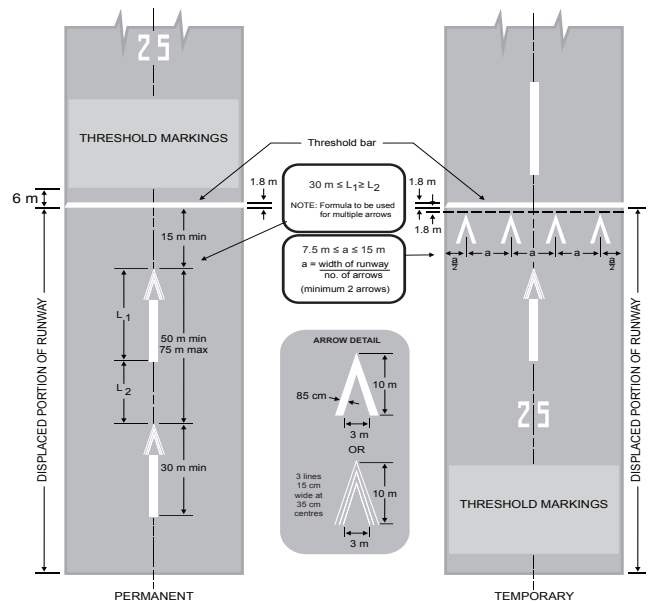 25
THRESHOLD MARKINGS
6 m
DISPLACED PORTION OF RUNWAY
15 m min
L1
50 m min
75 m max
L2
30 m min
PERMANENT
Threshold bar
1.8 m
30 m ≤ L1 ≥ L2
NOTE: Formula to be used
for multiple arrows
1.8 m
1.8 m
7.5 m ≤ a ≤ 15 m
a = width of runway
no. of arrows
(minimum 2 arrows)
ARROW DETAIL
10 m
85 cm
3 m
OR
3 lines
15 cm
wide at
35 cm
centres
10 m
3 m
a/2
a
a
a
a/2
25
THRESHOLD MARKINGS
DISPLACED PORTION OF RUNWAY
TEMPORARY